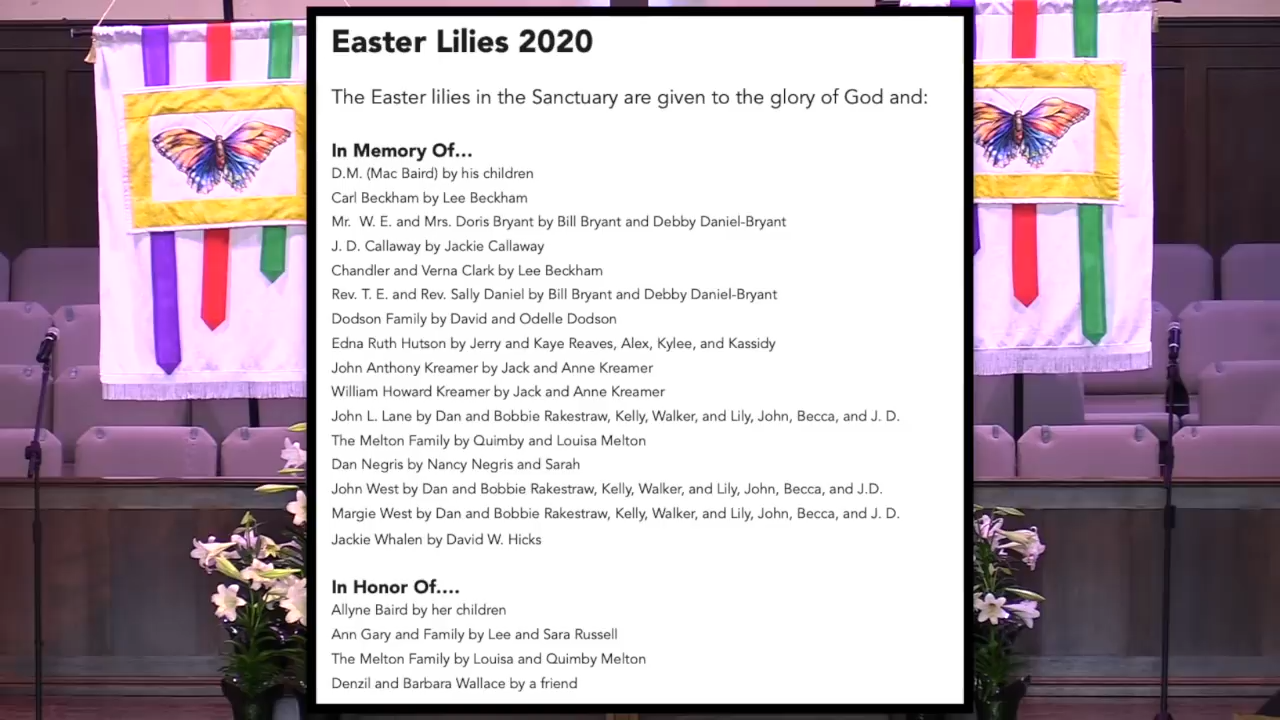 Easter Lilies 2020
The Easter lilies in the Sanctuary are given to the glory of God and:
In Memory Of...
D.M. (Mac Baird) by his children
Carl Beckham by Lee Beckham
Mr. W. E. and Mrs. Doris Bryant by Bill Bryant and Debby Daniel-Bryant
J. D. Callaway by Jackie Callaway
Chandler and Verna Clark by Lee Beckham
Rev. T. E. and Rev. Sally Daniel by Bill Bryant and Debby Daniel-Bryant
Dodson Family by David and Odelle Dodson
Edna Ruth Hutson by Jerry and Kaye Reaves, Alex, Kylee, and Kassidy
John Anthony Kreamer by Jack and Anne Kreamer
William Howard Kreamer by Jack and Anne Kreamer
John L. Lane by Dan and Bobbie Rakestraw, Kelly, Walker, and Lily, John, Becca, and J. D.
The Melton Family by Quimby and Louisa Melton
Dan Negris by Nancy Negris and Sarah
John West by Dan and Bobbie Rakestraw, Kelly, Walker, and Lily, John, Becca, and J.D.
Margie West by Dan and Bobbie Rakestraw, Kelly, Walker, and Lily, John, Becca, and J. D.
Jackie Whalen by David W. Hicks
In Honor Of....
Allyne Baird by her children
Ann Gary and Family by Lee and Sara Russell
The Melton Family by Louisa and Quimby Melton
Denzil and Barbara Wallace by a friend